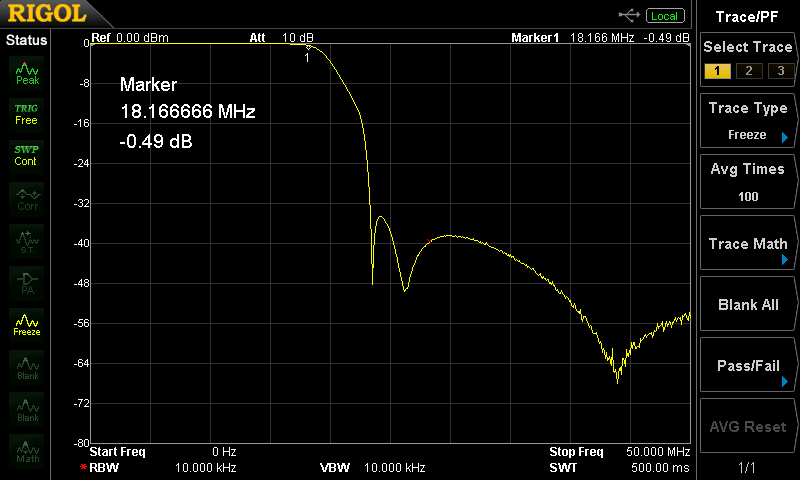 RIGOL
Local
Trace/PF
Status
Ref 0.00 dBm Att 10 dB Marker1 18.166 MHz -0.49 dB
Select Trace
1 2 3
Peak
TRIG
Free
SWP
Cont
Corr
S.T.
PA
Freeze
Blank
Blank
Math
0
-8
-16
-24
-32
-40
-48
-56
-64
-72
-80
1
Marker
18.166666 MHz
-0.49 dB
Trace Type
Freeze
Avg Times
100
Trace Math
Blank All
Pass/Fail
AVG Reset
Start Freq 0 Hz Stop Freq 50.000 MHz
RBW 10.000 kHz VBW 10.000 kHz SWT 500.00 ms
1/1